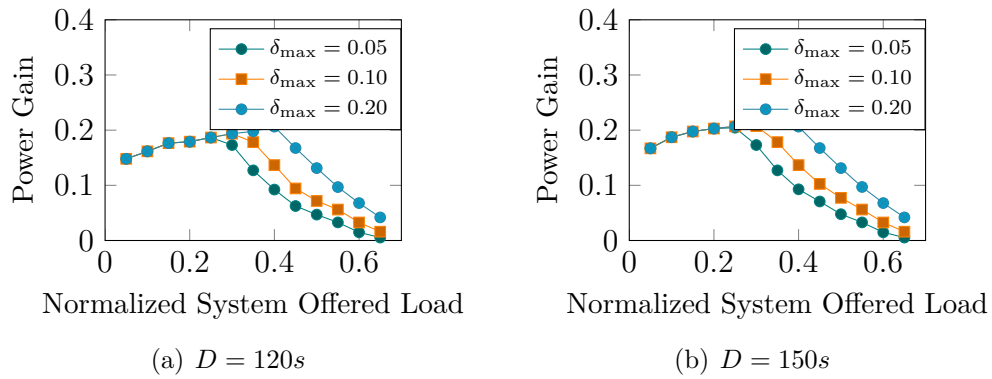 0.4
0.3
0.2
0.1
0
Power Gain
δmax = 0.05
δmax = 0.10
δmax = 0.20
0 0.2 0.4 0.6
Normalized System Offered Load
(a) D = 120s
0.4
0.3
0.2
0.1
0
Power Gain
δmax = 0.05
δmax = 0.10
δmax = 0.20
0 0.2 0.4 0.6
Normalized System Offered Load
(b) D = 150s